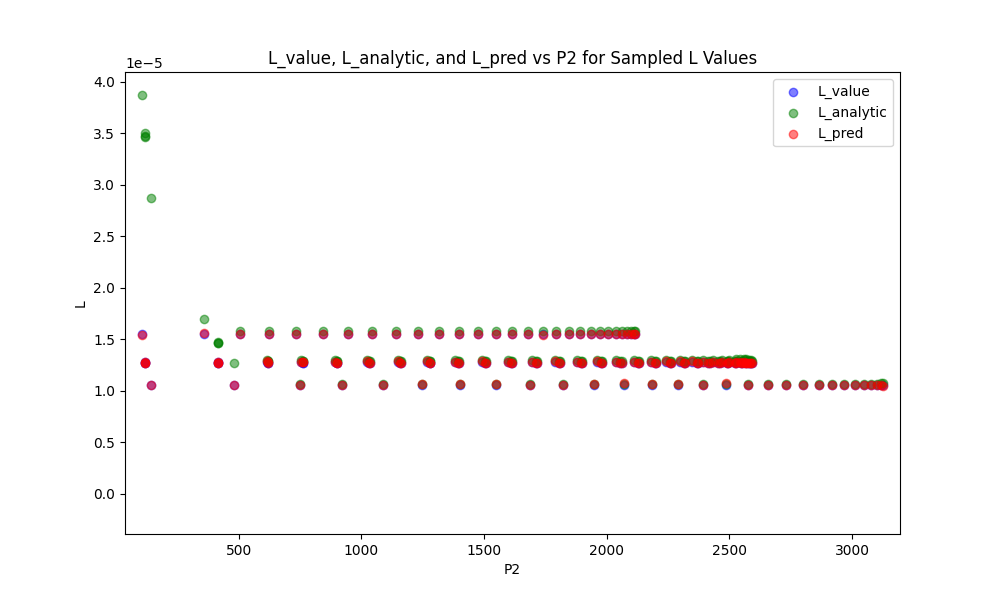 L_value, L_analytic, and L_pred vs P2 for Sampled L Values
1e−5
4.0
3.5
3.0
2.5
2.0
1.5
1.0
0.5
0.0
L
L_value
L_analytic
L_pred
500
1000
1500
2000
2500
3000
P2